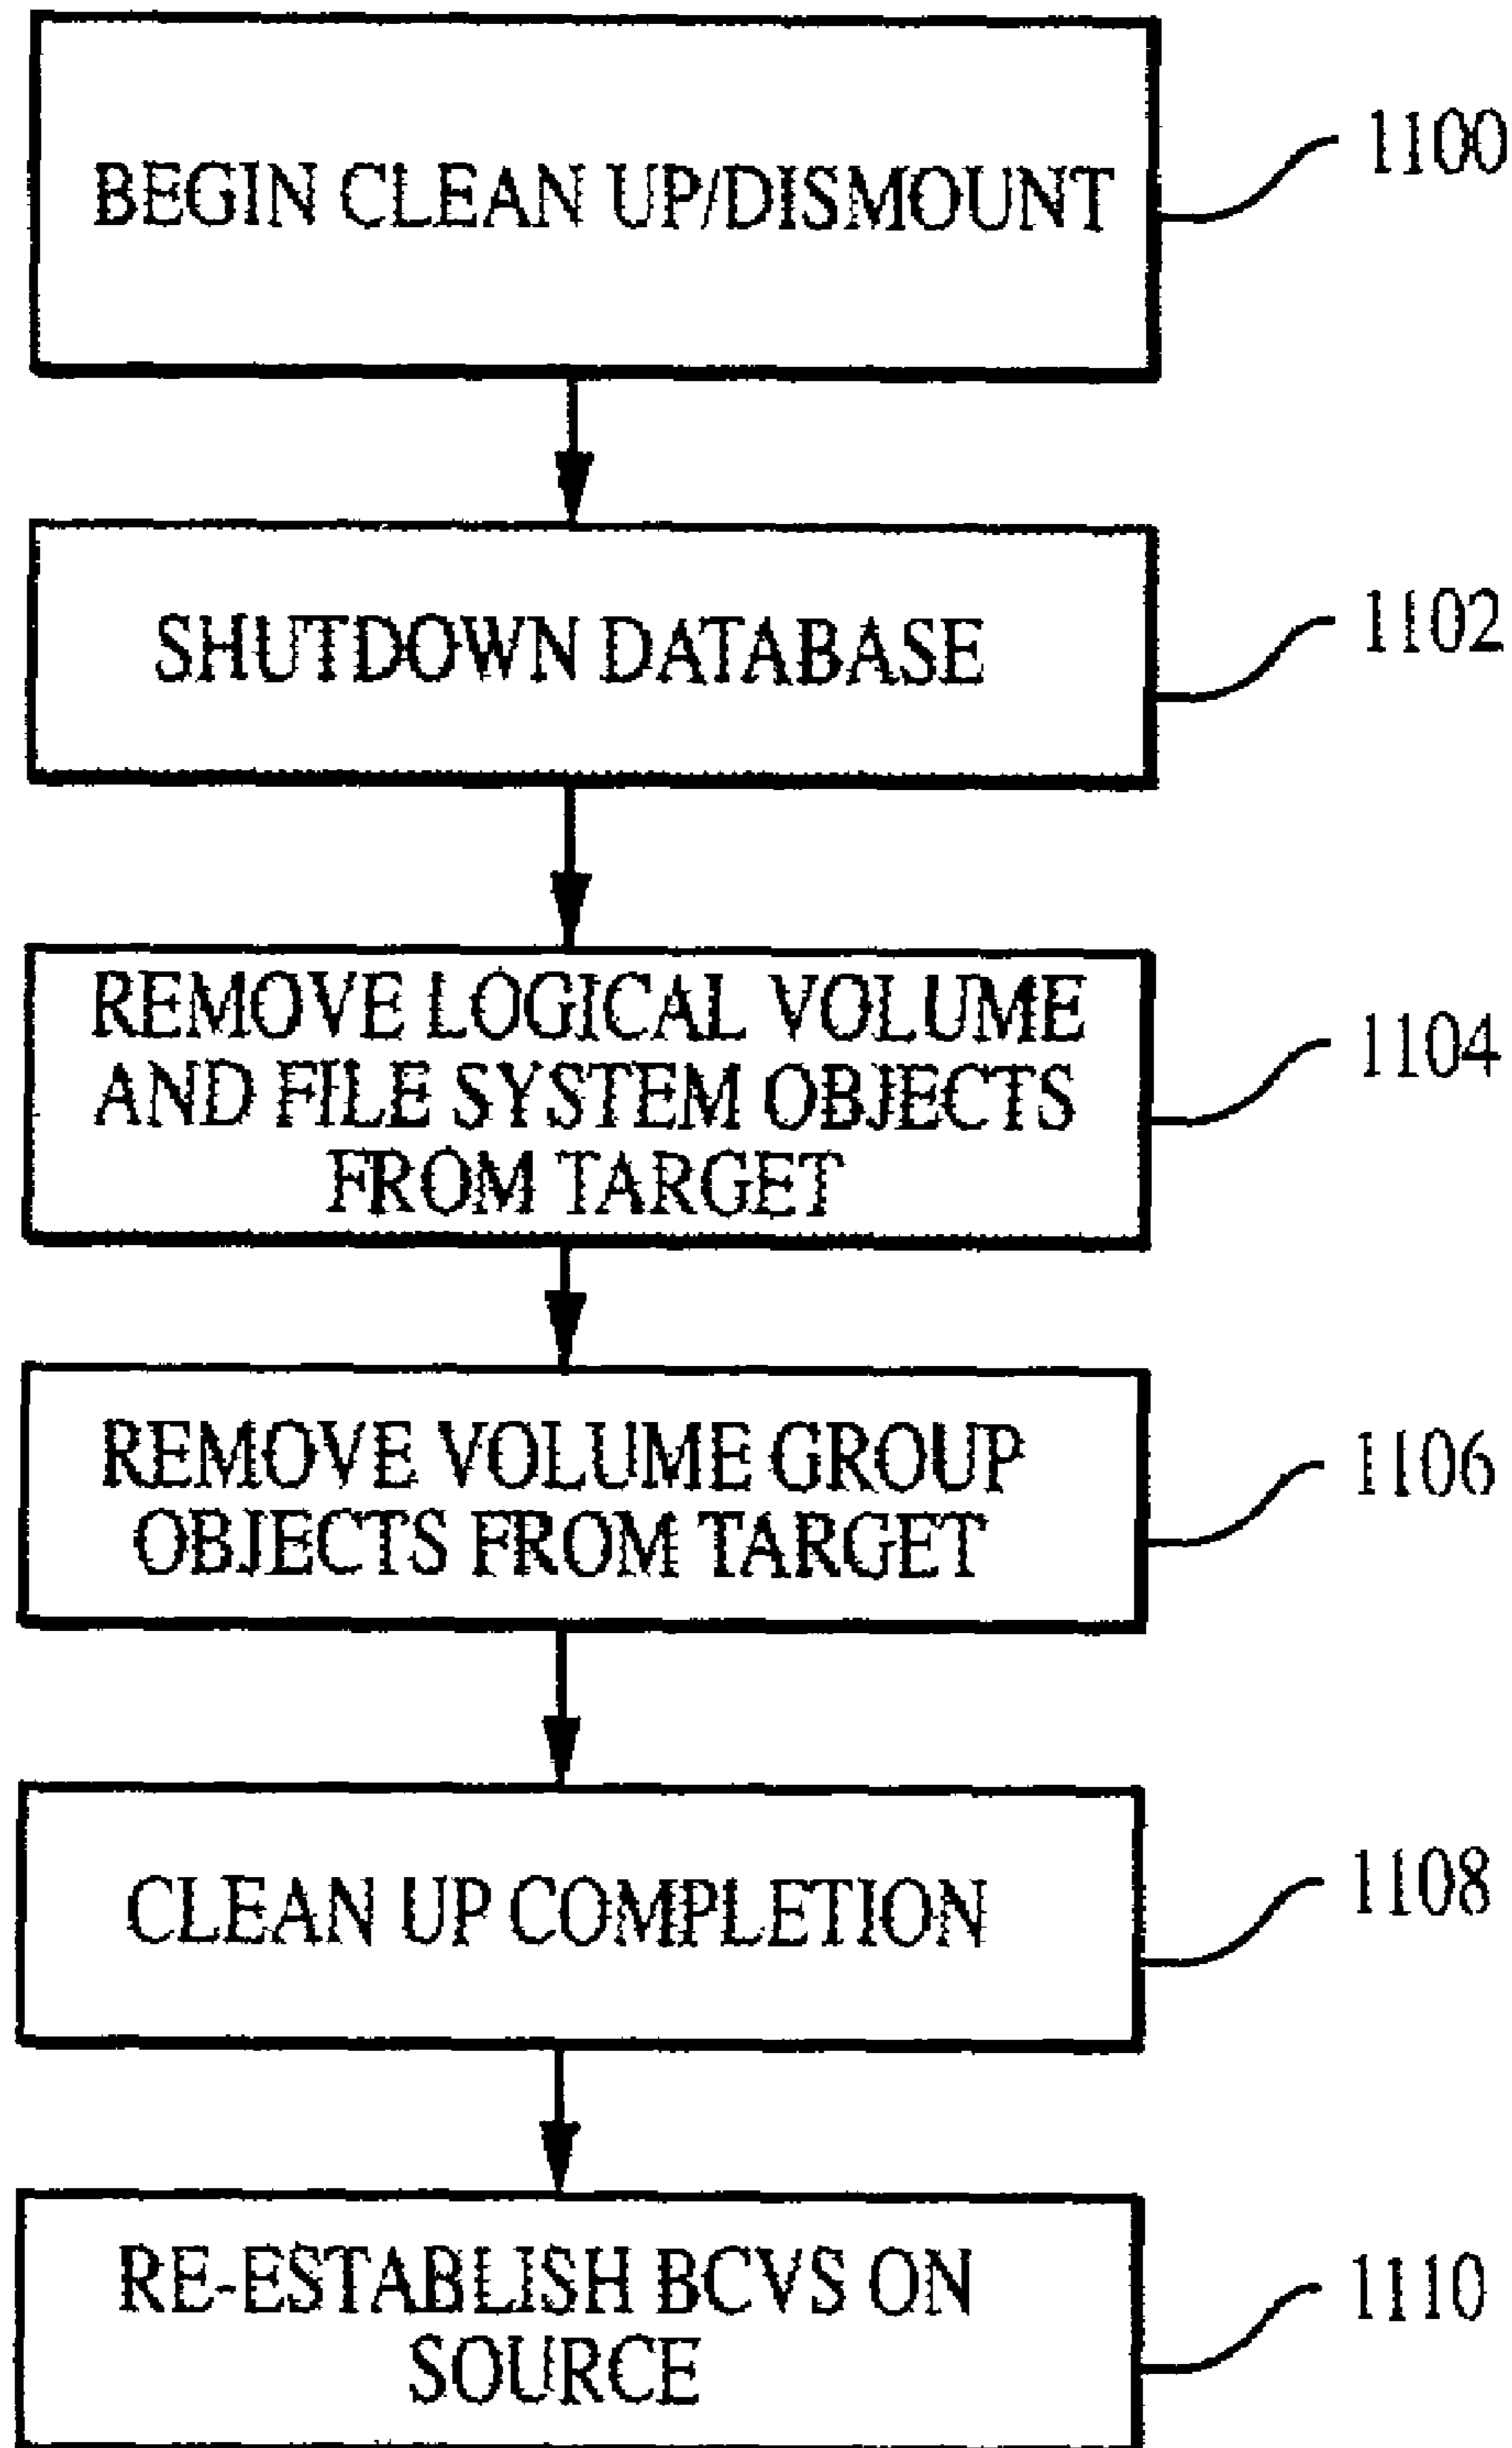 BEGIN CLEAN UP/DISMOUNT
1100
SHUTDOWN DATABASE
1102
REMOVE LOGICAL VOLUME
AND FILE SYSTEM OBJECTS
FROM TARGET
1104
REMOVE VOLUME GROUP
OBJECTS FROM TARGET
1106
CLEAN UP COMPLETION
1108
RE-ESTABLISH BCVS ON
SOURCE
1110